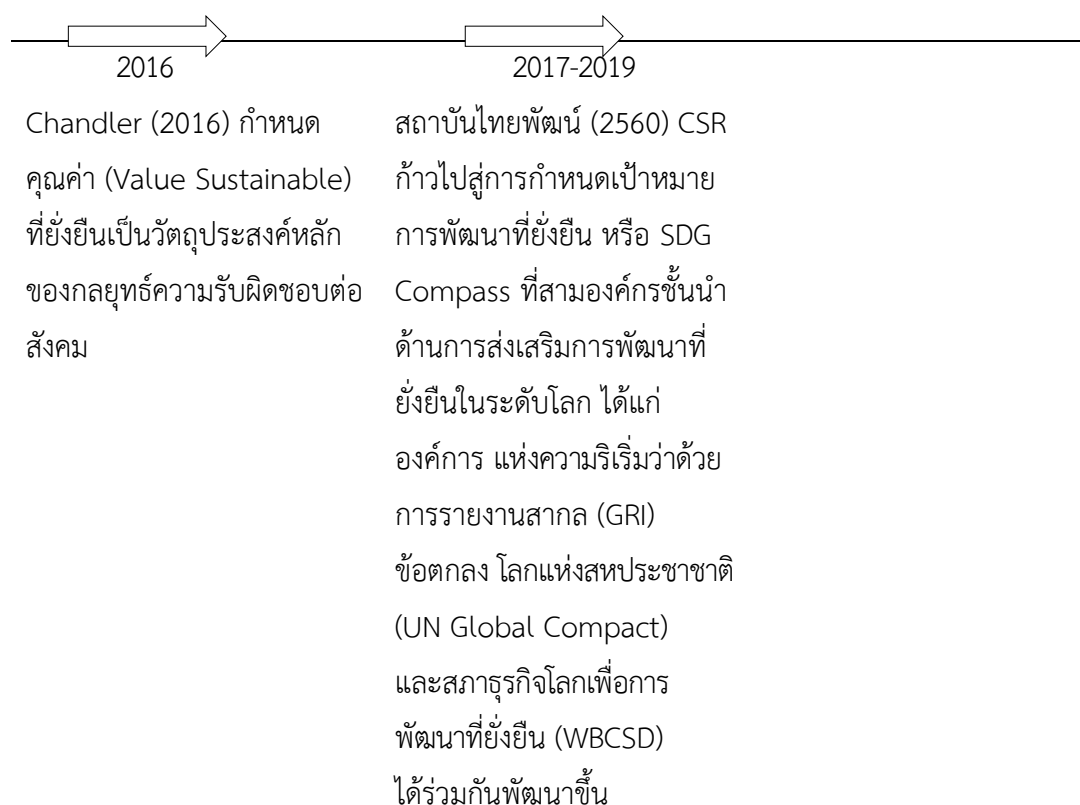 2016
Chandler (2016) กำหนด
คุณค่า (Value Sustainable)
ที่ยั่งยืนเป็นวัตถุประสงค์หลัก
ของกลยุทธ์ความรับผิดชอบต่อ
สังคม
2017-2019
สถาบันไทยพัฒน์ (2560) CSR
ก้าวไปสู่การกำหนดเป้าหมาย
การพัฒนาที่ยั่งยืน หรือ SDG
Compass ที่สามองค์กรชั้นนำ
ด้านการส่งเสริมการพัฒนาที่
ยั่งยืนในระดับโลก ได้แก่
องค์การ แห่งความริเริ่มว่าด้วย
การรายงานสากล (GRI)
ข้อตกลง โลกแห่งสหประชาชาติ
(UN Global Compact)
และสภาธุรกิจโลกเพื่อการ
พัฒนาที่ยั่งยืน (WBCSD)
ได้ร่วมกันพัฒนาขึ้น